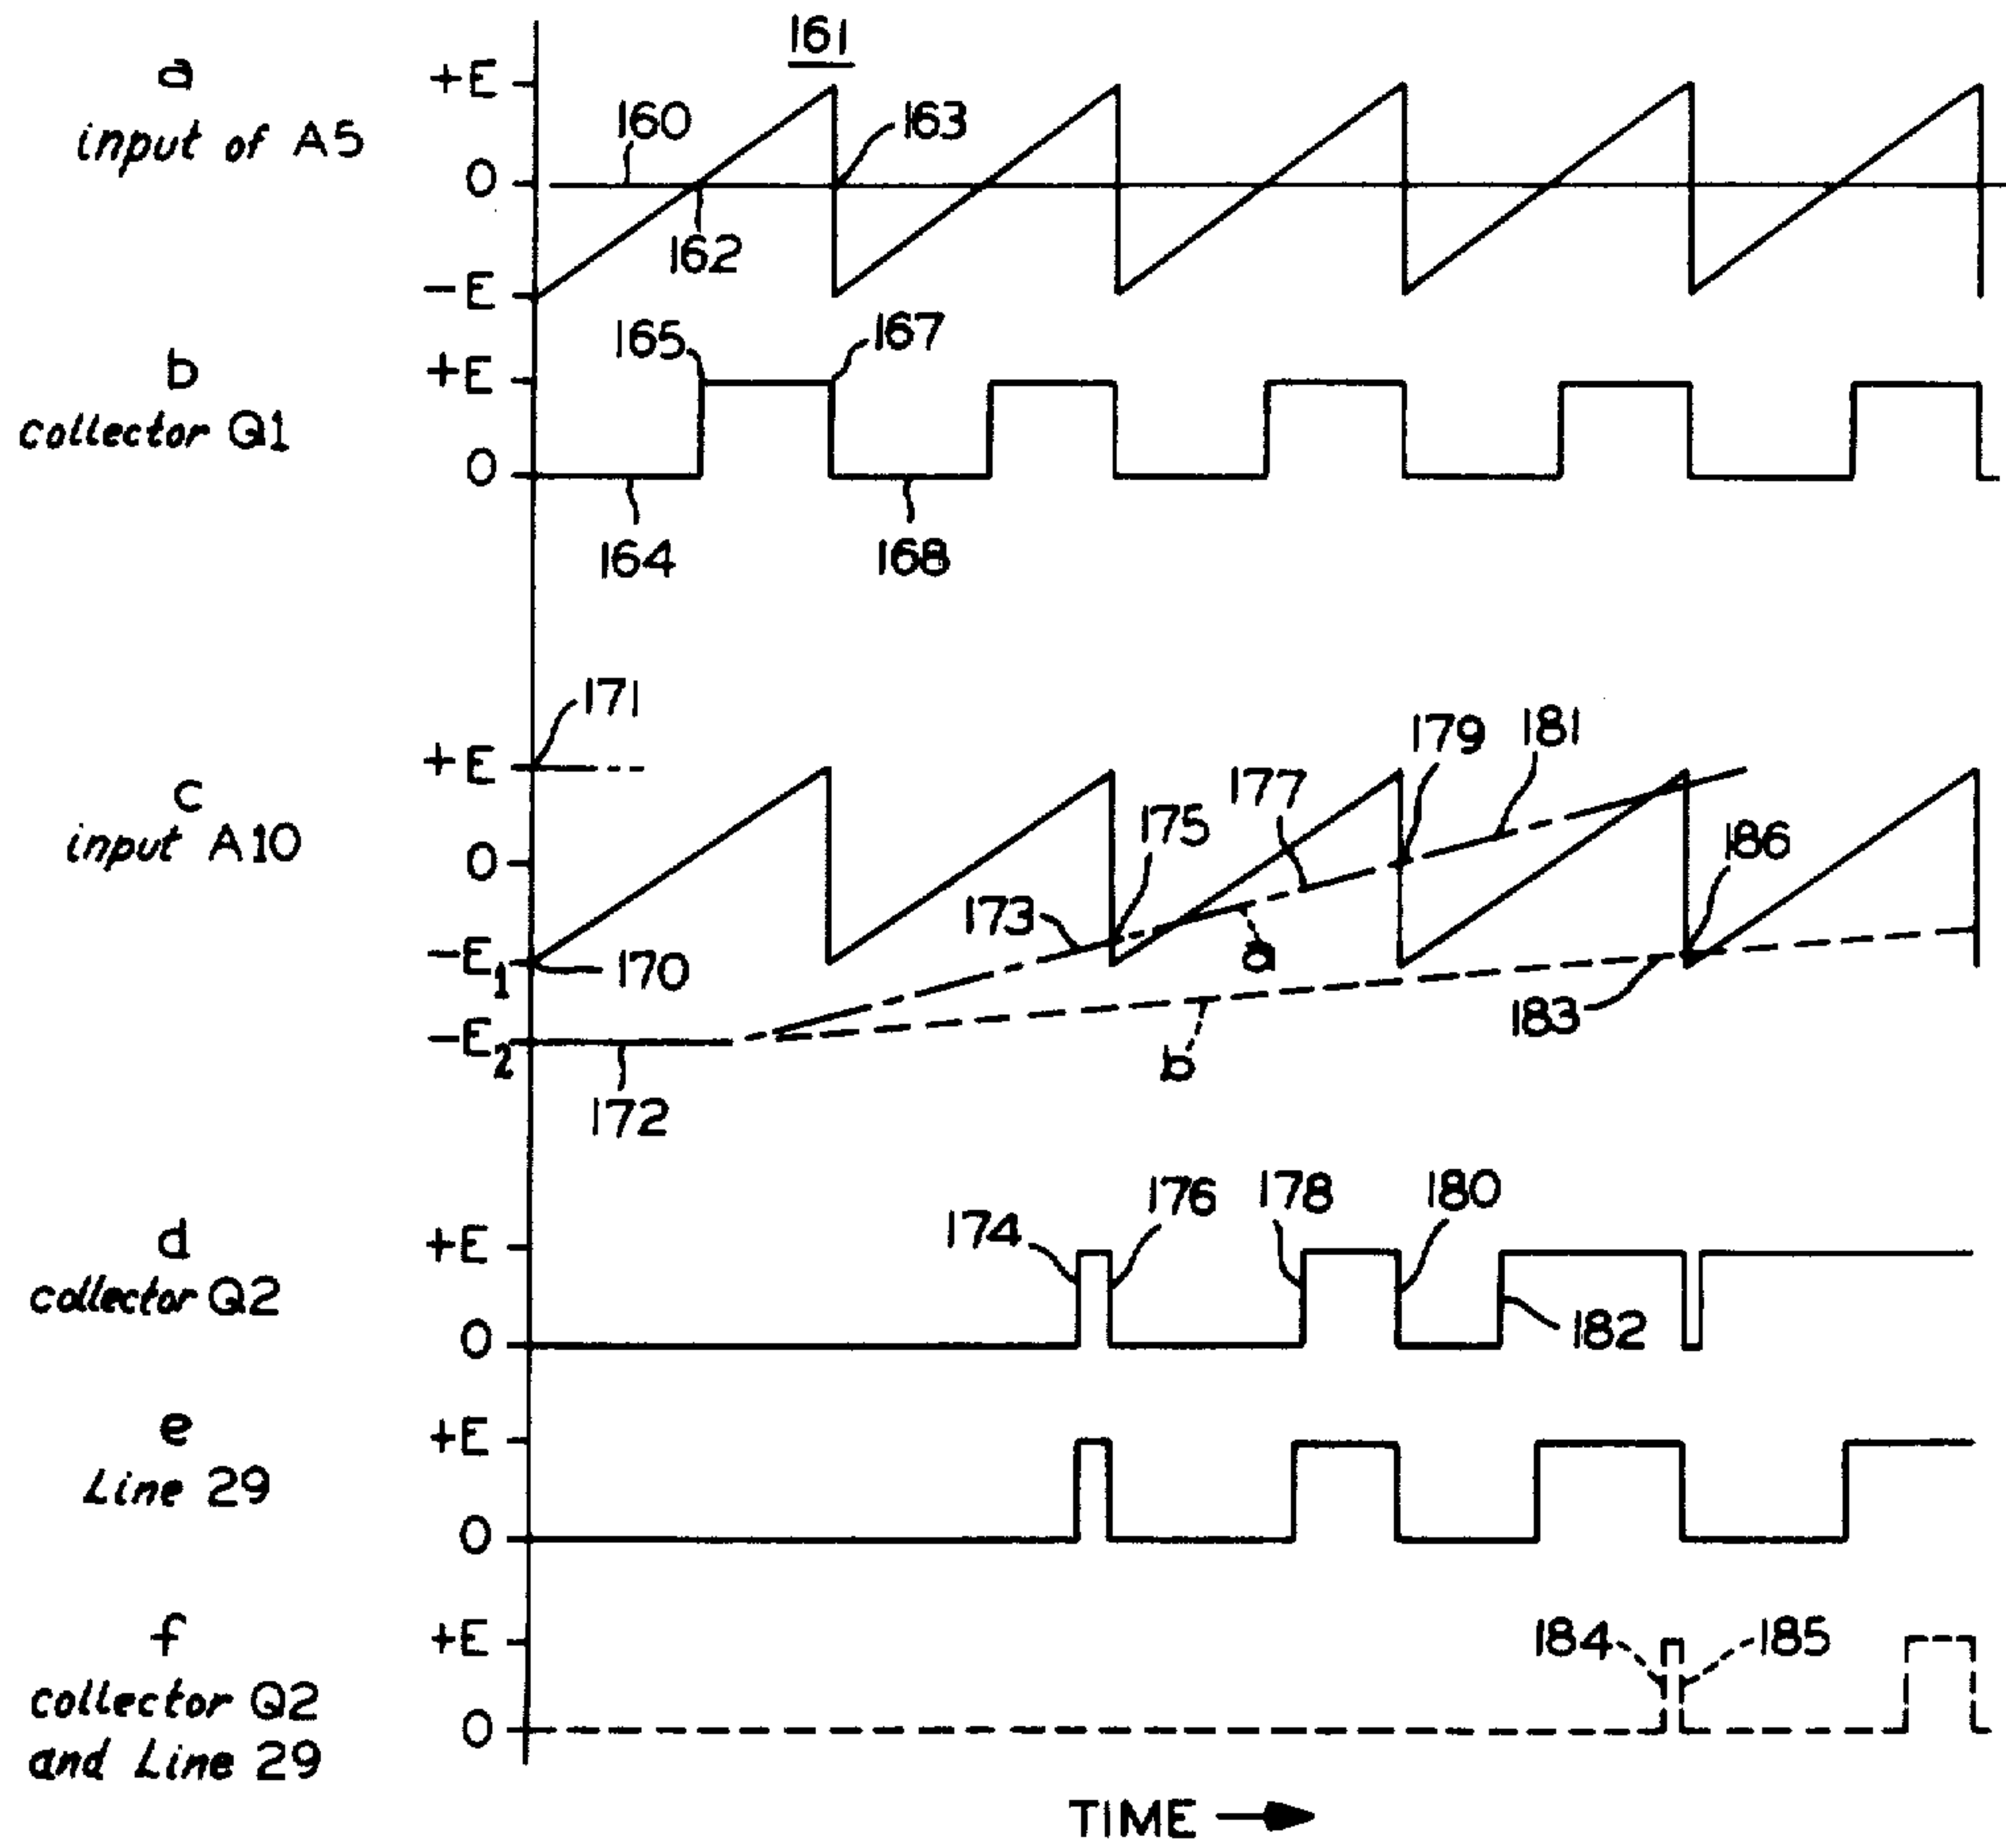 161
a
input of A5
+E
160
163
0
162
-E
b
collector Q1
+E
165
167
0
164
168
c
input A10
171
+E
179
181
177
175
186
0
173
a
-E1
170
183
-E2
b
172
d
collector Q2
+E
174
176
178
180
182
0
e
Line 29
+E
0
f
collector Q2
and Line 29
+E
184
185
0
TIME